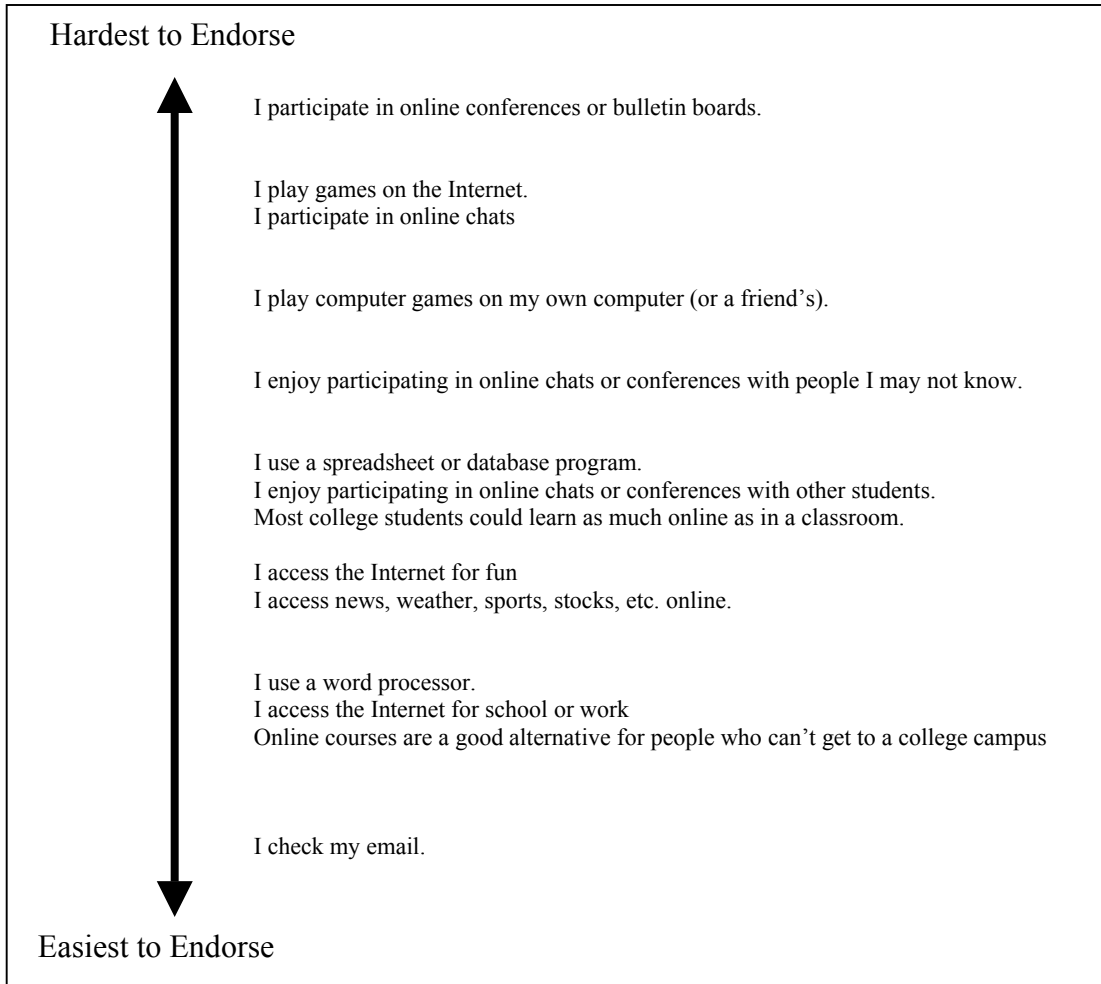 Hardest to Endorse
I participate in online conferences or bulletin boards.
I play games on the Internet.
I participate in online chats
I play computer games on my own computer (or a friend’s).
I enjoy participating in online chats or conferences with people I may not know.
I use a spreadsheet or database program.
I enjoy participating in online chats or conferences with other students.
Most college students could learn as much online as in a classroom.
I access the Internet for fun
I access news, weather, sports, stocks, etc. online.
I use a word processor.
I access the Internet for school or work
Online courses are a good alternative for people who can’t get to a college campus
I check my email.
Easiest to Endorse